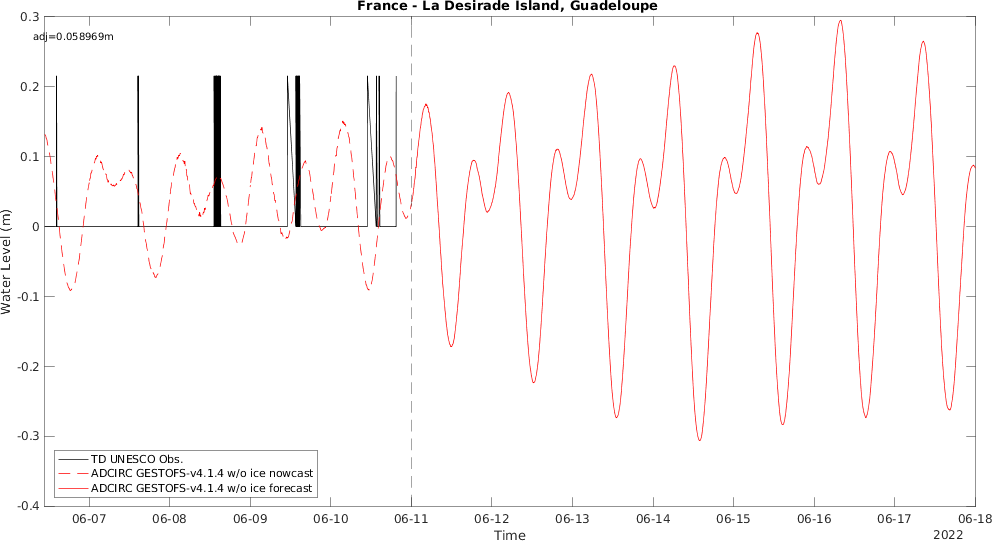 France - La Desirade Island, Guadeloupe
adj=0.058969m
0.3
0.2
0.1
0
-0.1
-0.2
-0.3
-0.4
Water Level (m)
TD UNESCO Obs.
ADCIRC GESTOFS-v4.1.4 w/o ice nowcast
ADCIRC GESTOFS-v4.1.4 w/o ice forecast
06-07 06-08 06-09 06-10 06-11 06-12 06-13 06-14 06-15 06-16 06-17 06-18
Time
2022